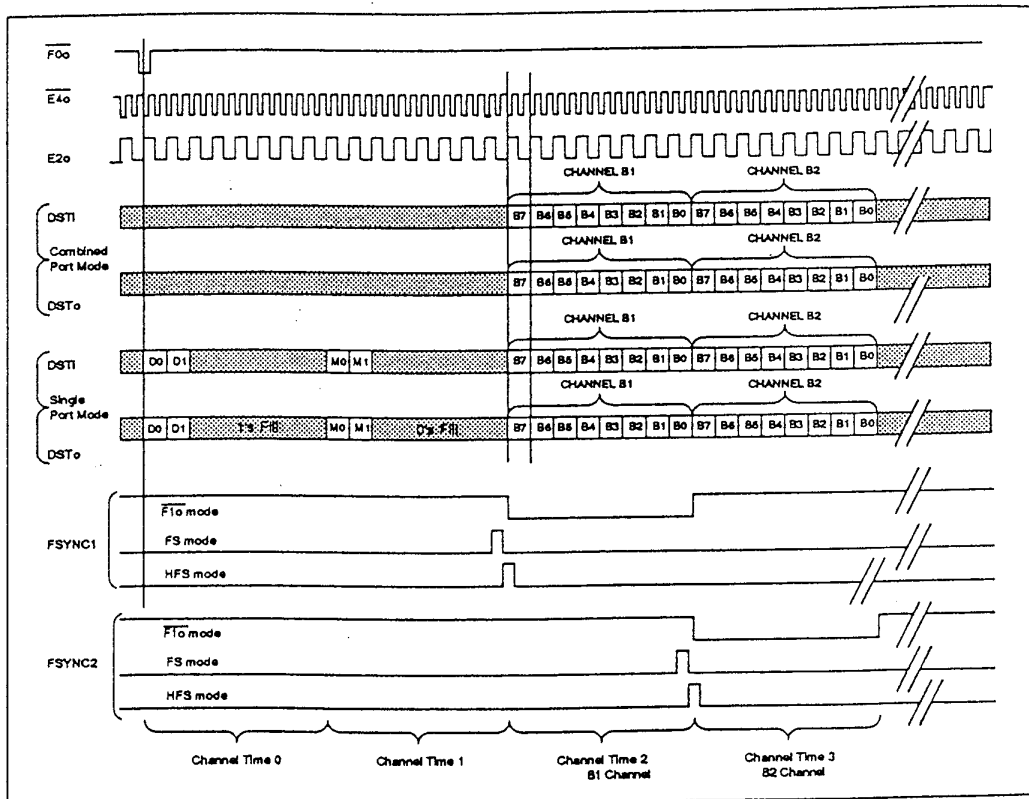 F0o
E4o
E2o
CHANNEL B1 CHANNEL B2
DSTi B7 B6 B5 B4 B3 B2 B1 B0 B7 B6 B5 B4 B3 B2 B1 B0
Combined
Port Mode
CHANNEL B1 CHANNEL B2
B7 B6 B5 B4 B3 B2 B1 B0 B7 B6 B5 B4 B3 B2 B1 B0
DSTo
CHANNEL B1 CHANNEL B2
DSTi D0 D1 M0 M1 B7 B6 B5 B4 B3 B2 B1 B0 B7 B6 B5 B4 B3 B2 B1 B0
Single
Port Mode
CHANNEL B1 CHANNEL B2
D0 D1 1's Fill M0 M1 0's Fill B7 B6 B5 B4 B3 B2 B1 B0 B7 B6 B5 B4 B3 B2 B1 B0
DSTo
FSYNC1
F1o mode
FS mode
HFS mode
FSYNC2
F1o mode
FS mode
HFS mode
Channel Time 0 Channel Time 1 Channel Time 2 Channel Time 3
B1 Channel B2 Channel